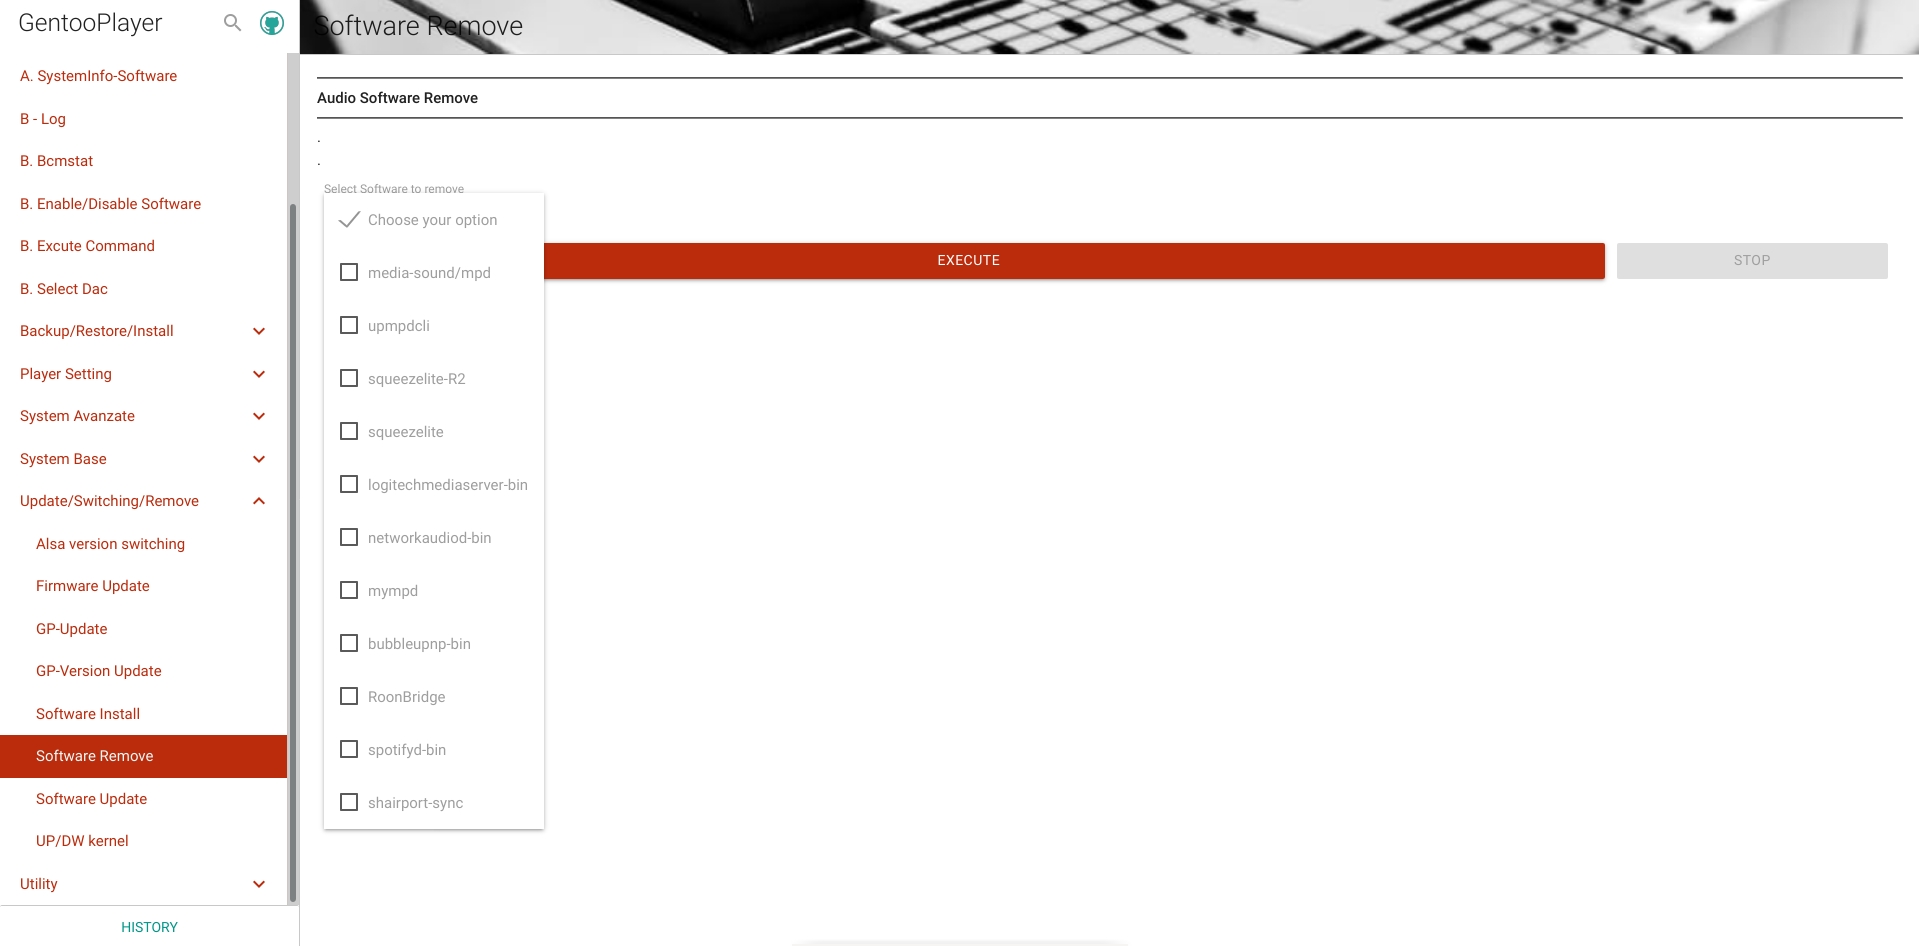 GentooPlayer
A. SystemInfo-Software
B - Log
B. Bcmstat
B. Enable/Disable Software
B. Excute Command
B. Select Dac
Backup/Restore/Install
Player Setting
System Avanzate
System Base
Update/Switching/Remove
Alsa version switching
Firmware Update
GP-Update
GP-Version Update
Software Install
Software Remove
Software Update
UP/DW kernel
Utility
HISTORY
Software Remove
Audio Software Remove
.
.
Select Software to remove
Choose your option
media-sound/mpd
upmpdcli
squeezelite-R2
squeezelite
logitechmediaserver-bin
networkaudiod-bin
mympd
bubbleupnp-bin
RoonBridge
spotifyd-bin
shairport-sync
EXECUTE
STOP